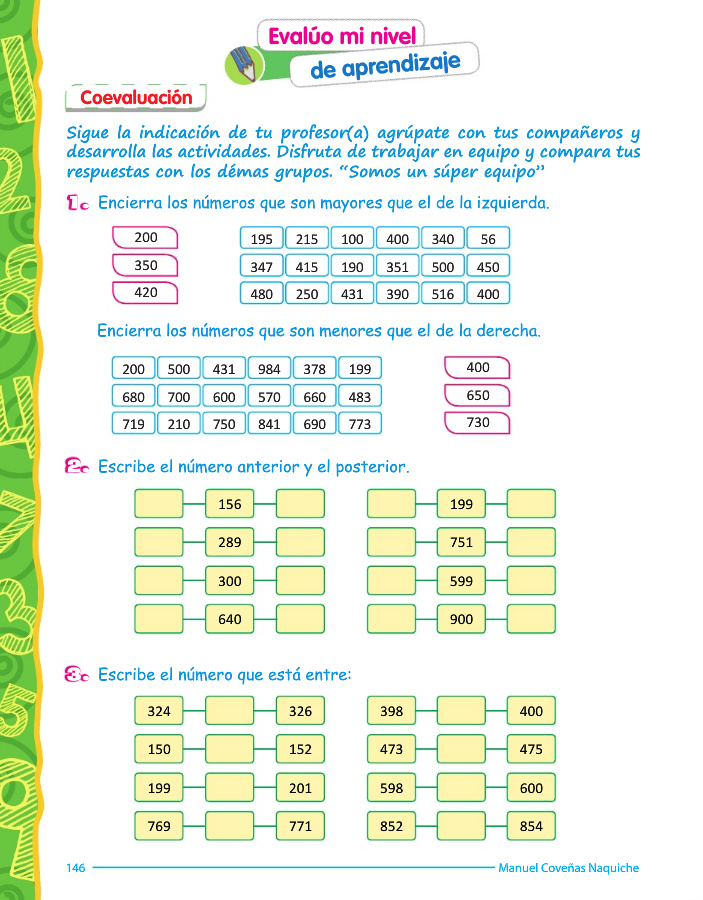 Evalúo mi nivel
de aprendizaje
Coevaluación
Sigue la indicación de tu profesor(a) agrúpate con tus compañeros y
desarrolla las actividades. Disfruta de trabajar en equipo y compara tus
respuestas con los démas grupos. “Somos un súper equipo”
1. Encierra los números que son mayores que el de la izquierda.
200 195 215 100 400 340 56
350 347 415 190 351 500 450
420 480 250 431 390 516 400
Encierra los números que son menores que el de la derecha.
200 500 431 984 378 199 400
680 700 600 570 660 483 650
719 210 750 841 690 773 730
2. Escribe el número anterior y el posterior.
156 199
289 751
300 599
640 900
3. Escribe el número que está entre:
324 326 398 400
150 152 473 475
199 201 598 600
769 771 852 854
146 Manuel Coveñas Naquiche